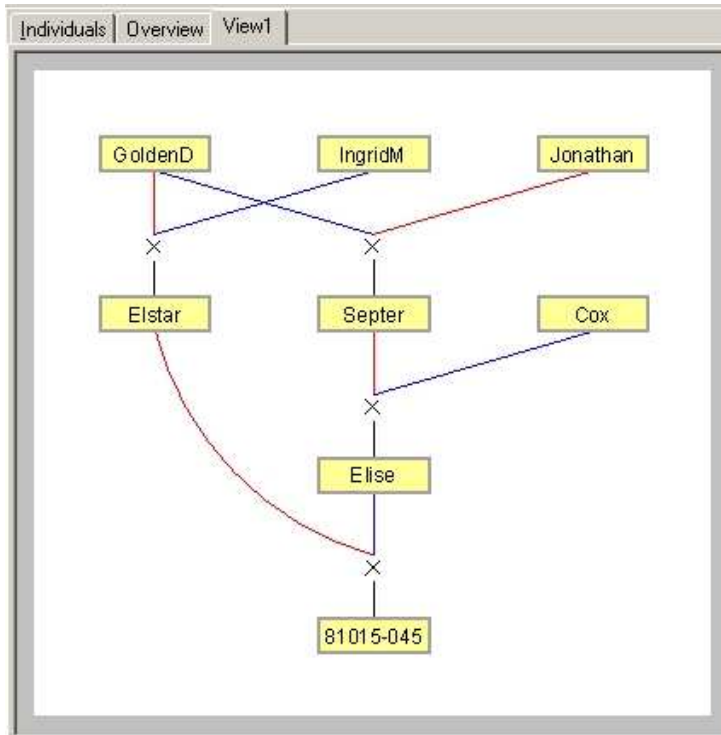 Individuals Overview View1
GoldenD IngridM Jonathan
Elstar Septer Cox
Elise
81015-045